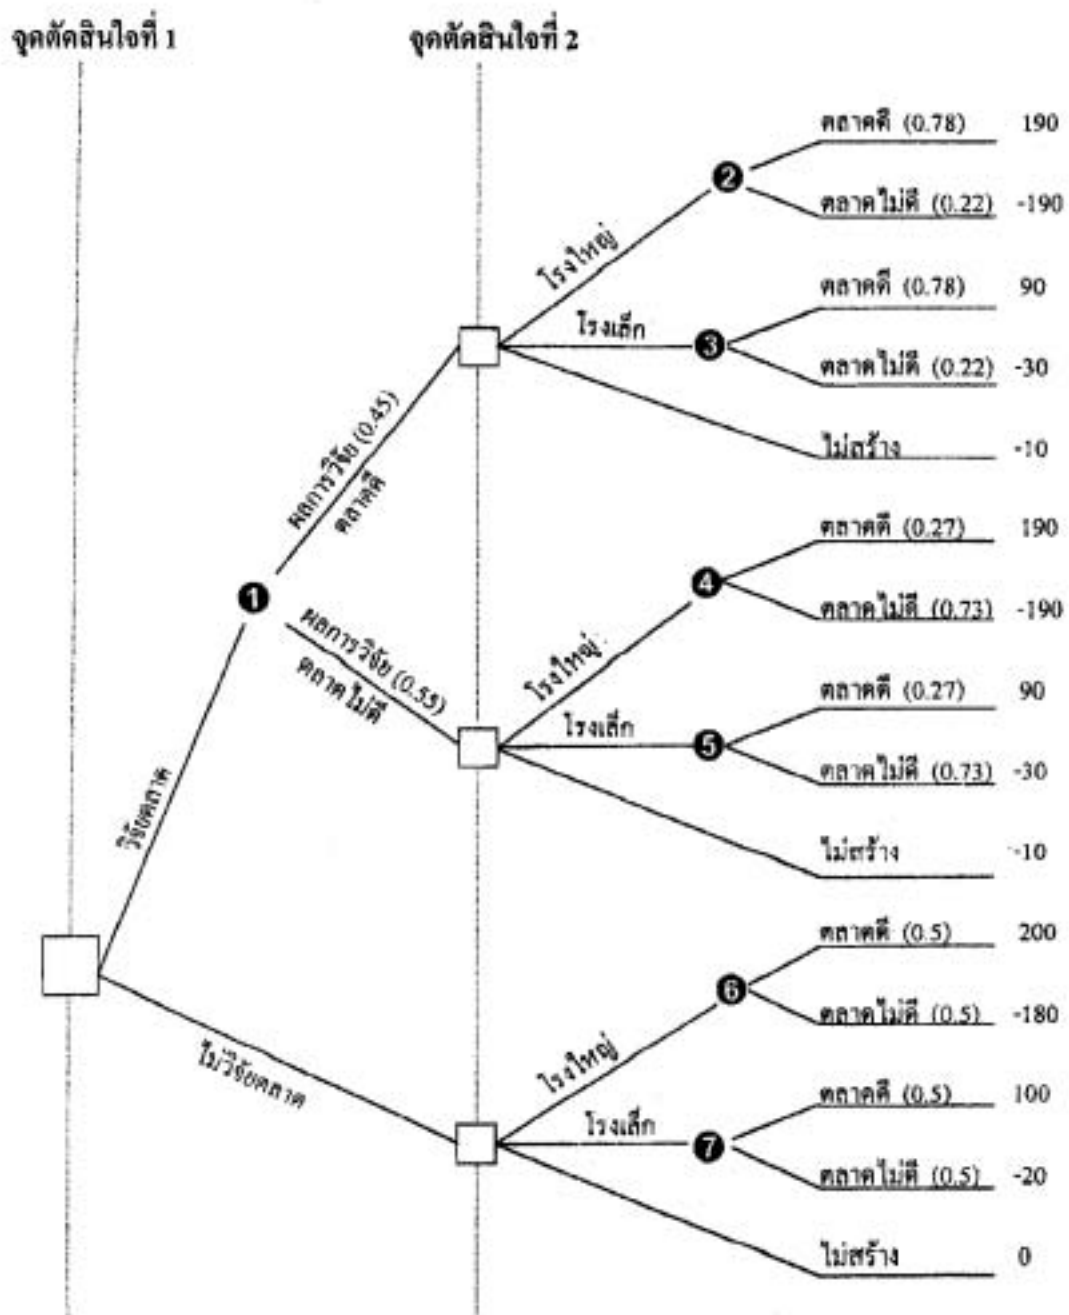 จุดตัดสินใจที่ 1
จุดตัดสินใจที่ 2
ตลาดดี (0.78) 190
2
ตลาดไม่ดี (0.22) -190
โรงใหญ่
ตลาดดี (0.78) 90
โรงเล็ก
3
ตลาดไม่ดี (0.22) -30
ไม่สร้าง -10
ผลการวิจัย (0.45)
ตลาดดี
1
ผลการวิจัย (0.55)
ตลาดไม่ดี
ตลาดดี (0.27) 190
4
ตลาดไม่ดี (0.73) -190
โรงใหญ่
ตลาดดี (0.27) 90
โรงเล็ก
5
ตลาดไม่ดี (0.73) -30
ไม่สร้าง -10
วิจัยตลาด
ไม่วิจัยตลาด
ตลาดดี (0.5) 200
6
ตลาดไม่ดี (0.5) -180
โรงใหญ่
ตลาดดี (0.5) 100
โรงเล็ก
7
ตลาดไม่ดี (0.5) -20
ไม่สร้าง 0